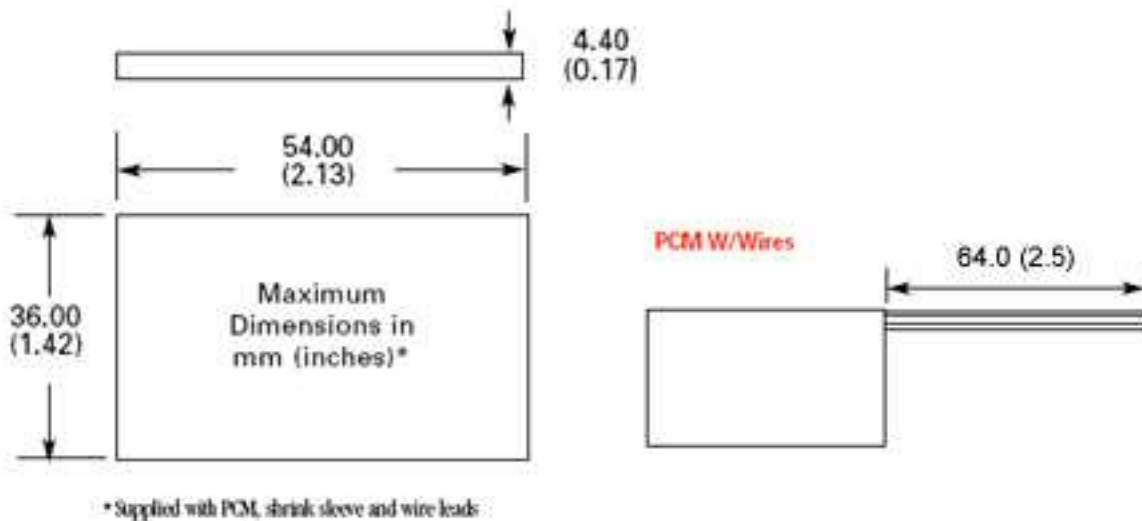 4.40
(0.17)
54.00
(2.13)
36.00
(1.42)
Maximum
Dimensions in
mm (inches)*
PCM W/Wires
64.0 (2.5)
* Supplied with PCM, shrink sleeve and wire leads